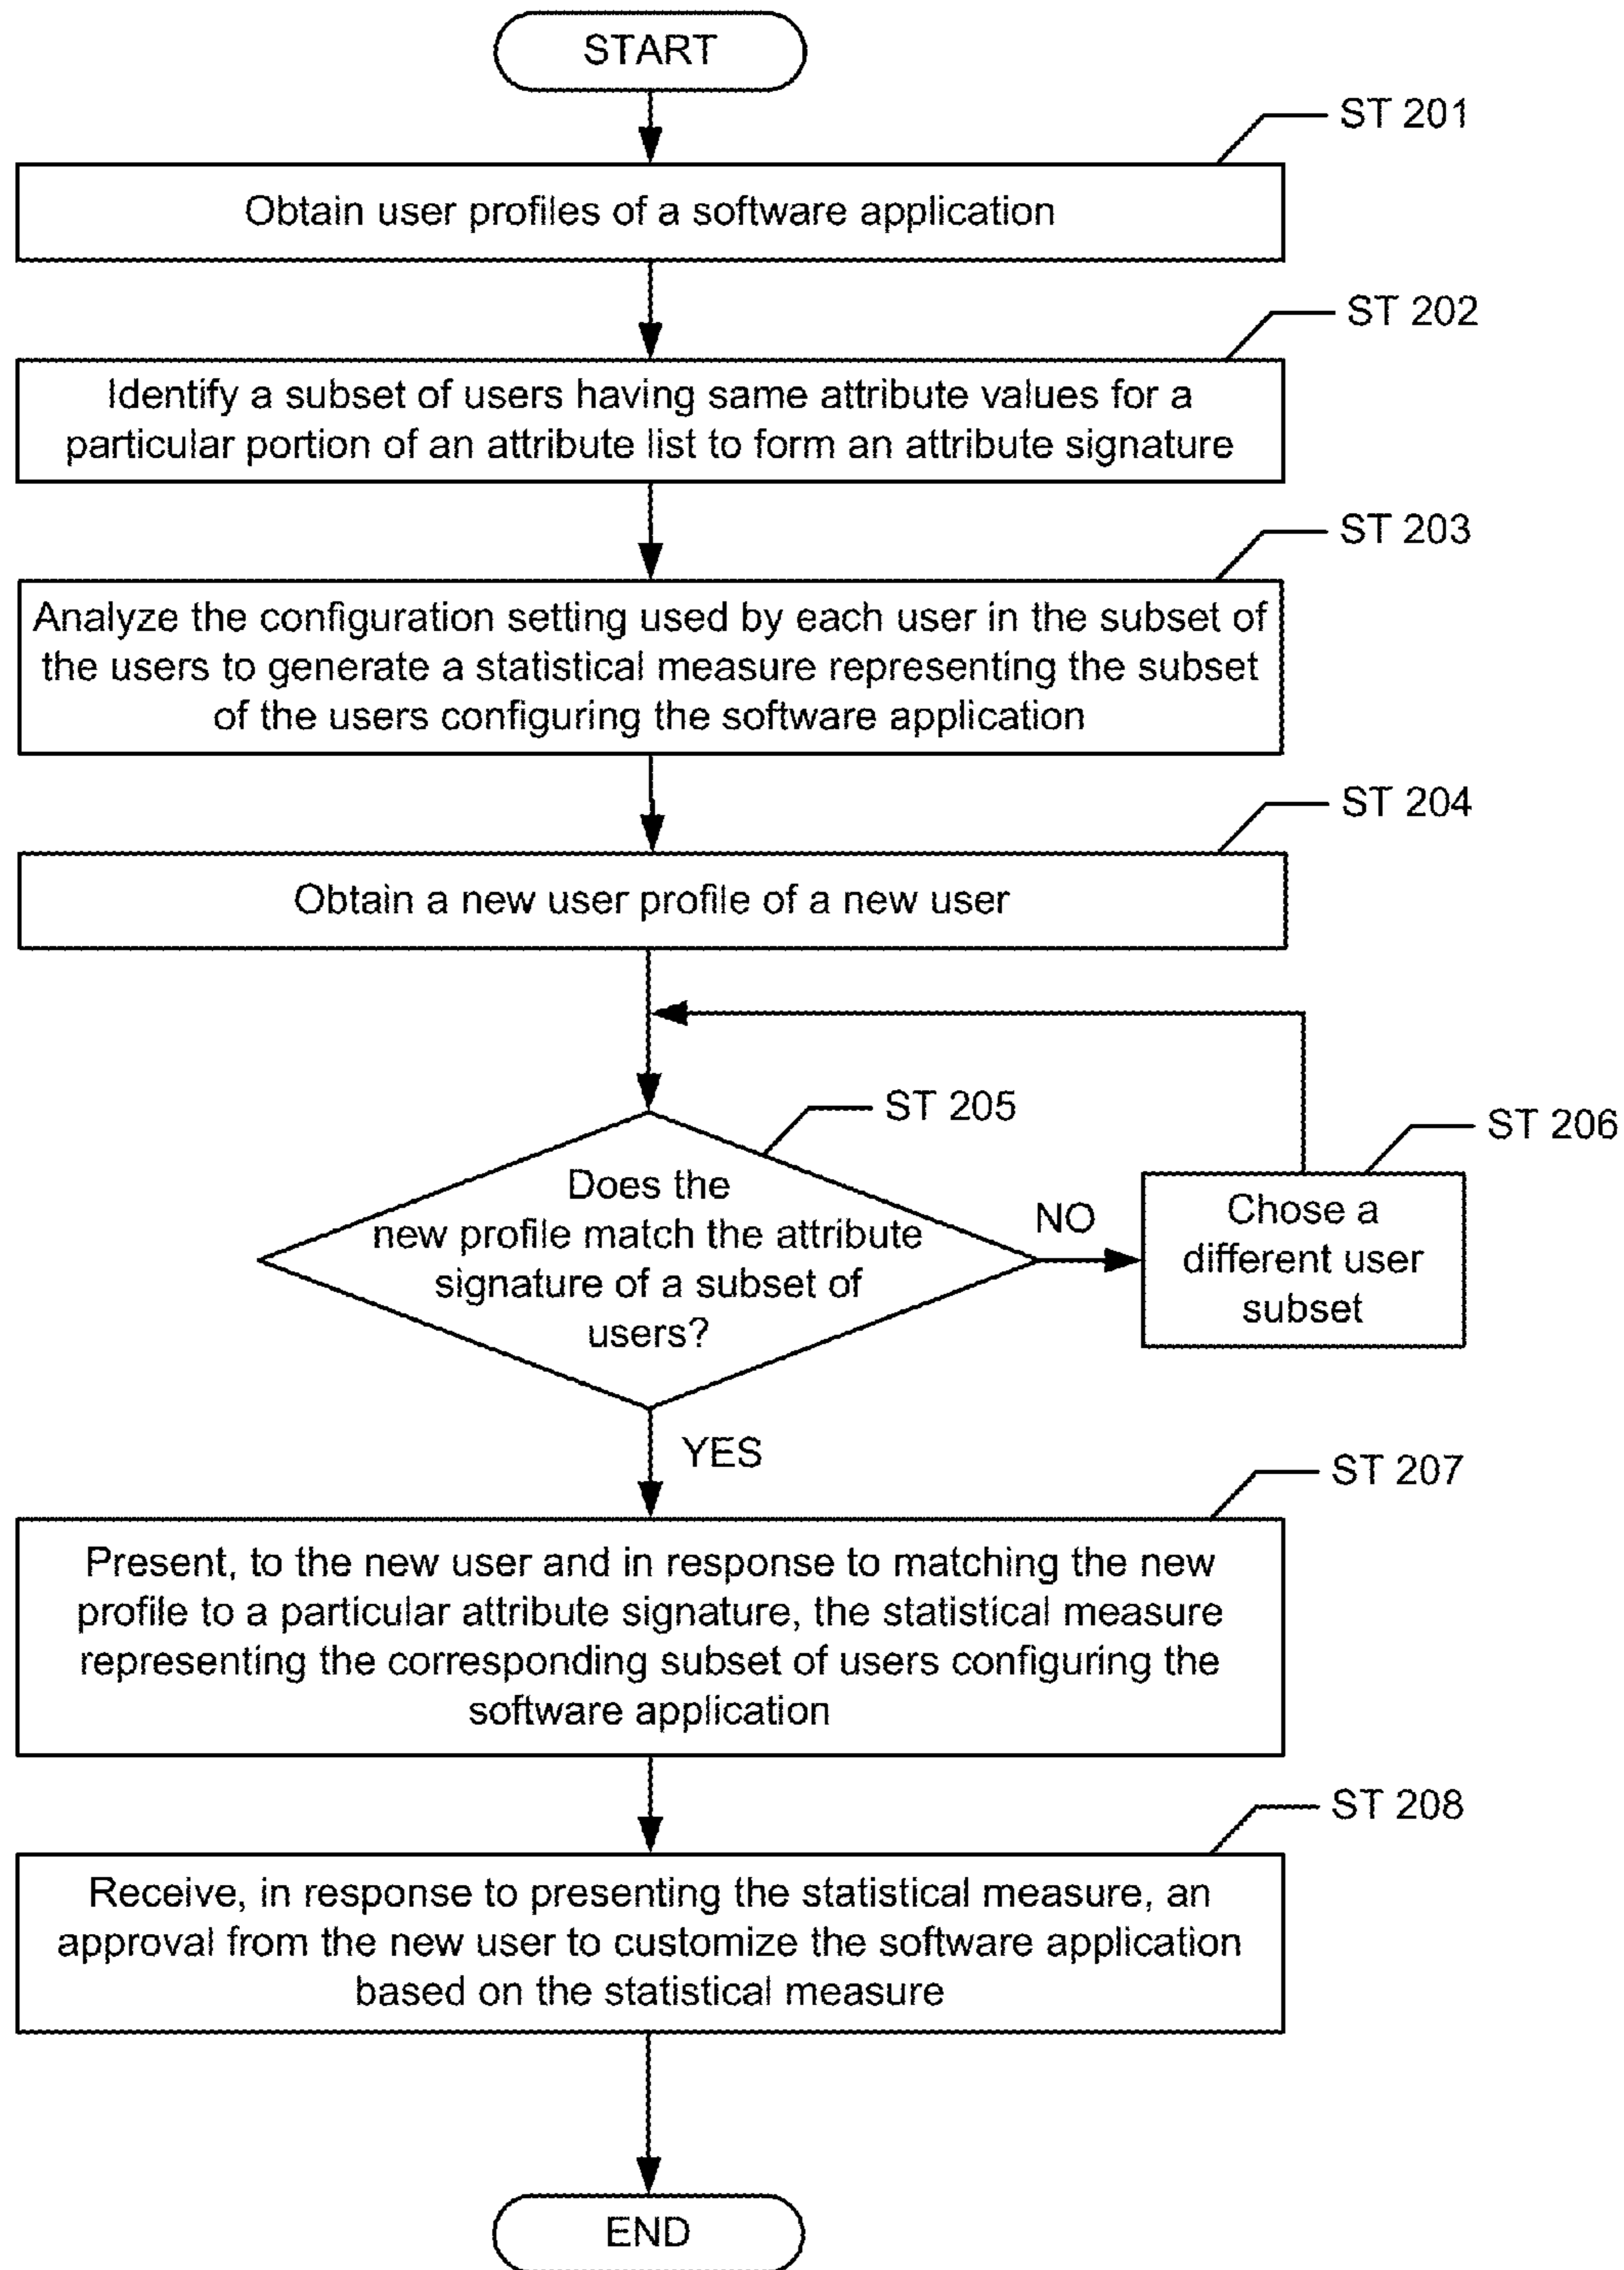 START
ST 201
Obtain user profiles of a software application
ST 202
Identify a subset of users having same attribute values for a
particular portion of an attribute list to form an attribute signature
ST 203
Analyze the configuration setting used by each user in the subset of
the users to generate a statistical measure representing the subset
of the users configuring the software application
ST 204
Obtain a new user profile of a new user
ST 205
Does the
new profile match the attribute
signature of a subset of
users?
NO
ST 206
Chose a
different user
subset
YES
ST 207
Present, to the new user and in response to matching the new
profile to a particular attribute signature, the statistical measure
representing the corresponding subset of users configuring the
software application
ST 208
Receive, in response to presenting the statistical measure, an
approval from the new user to customize the software application
based on the statistical measure
END